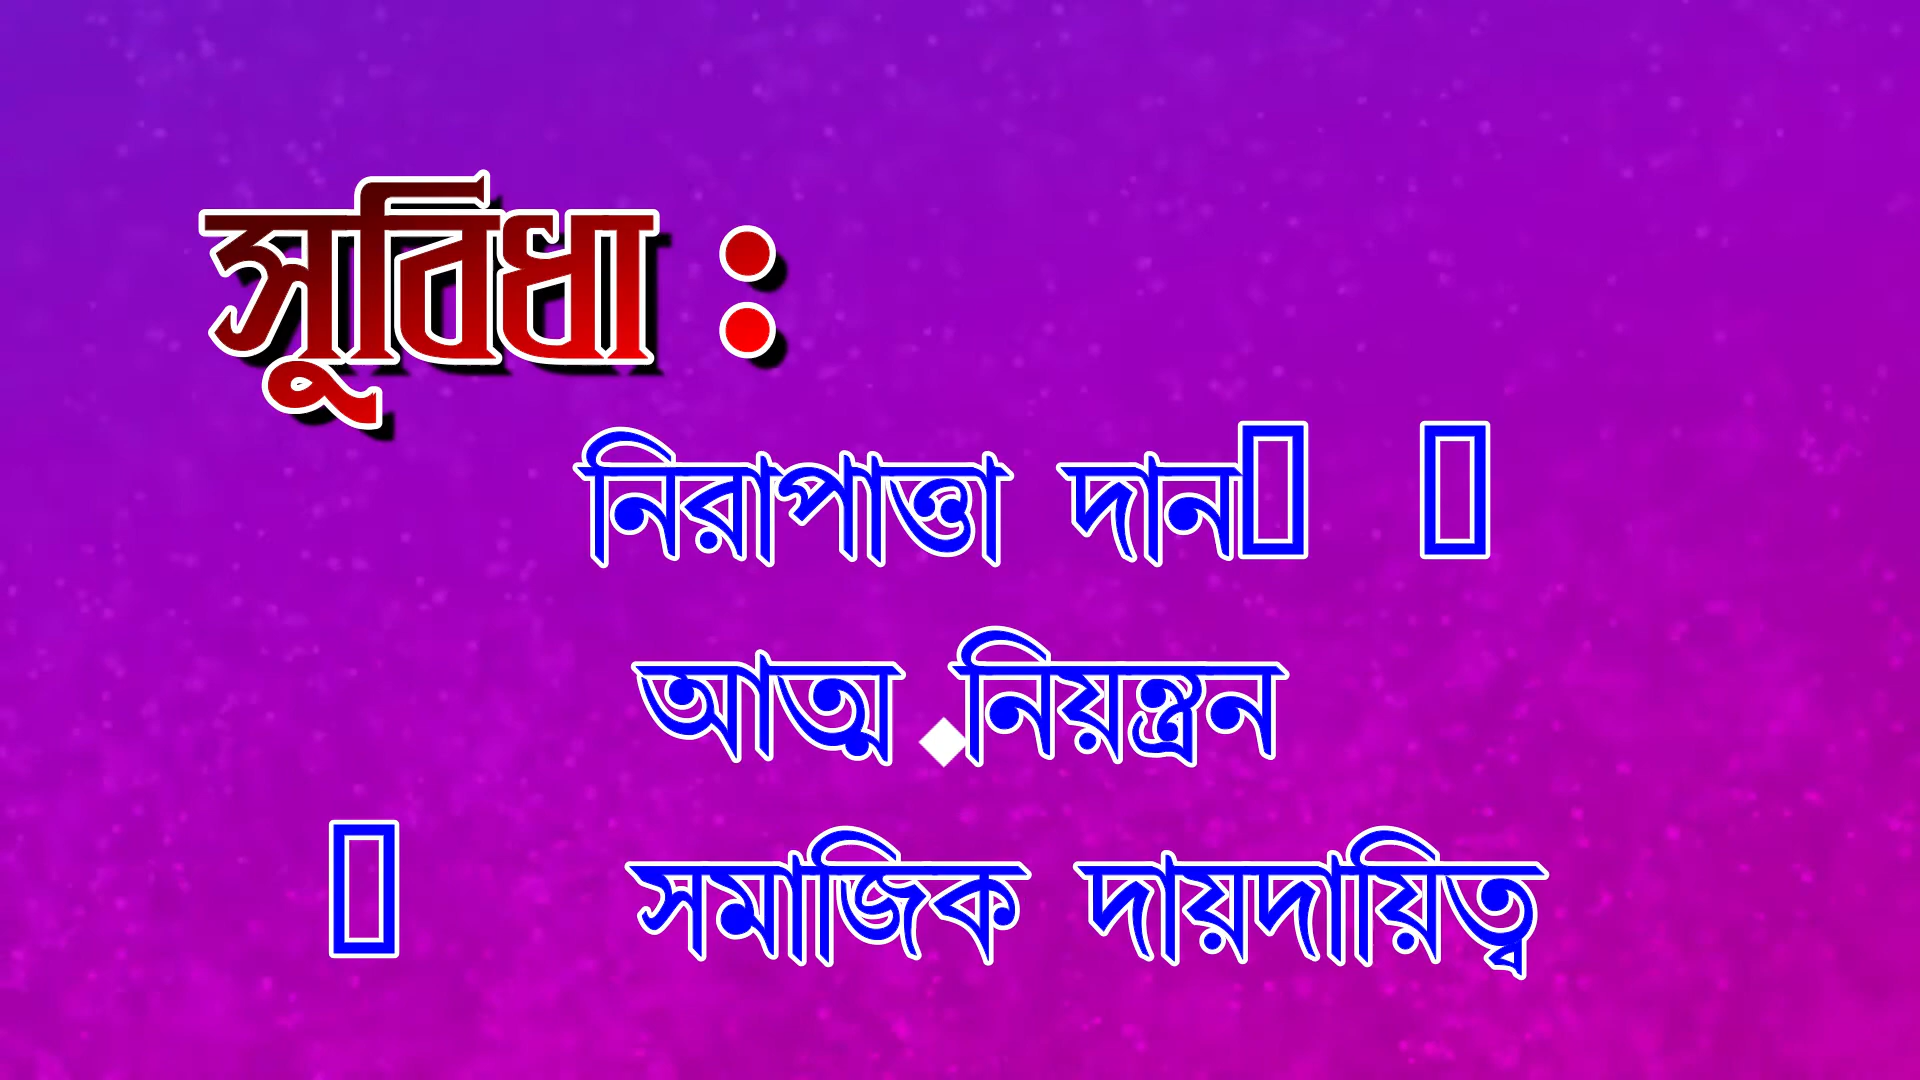 সুবিধা :
নিরাপাত্তা দান
আত্ম নিয়ন্ত্রন
সমাজিক দায়দায়িত্ব